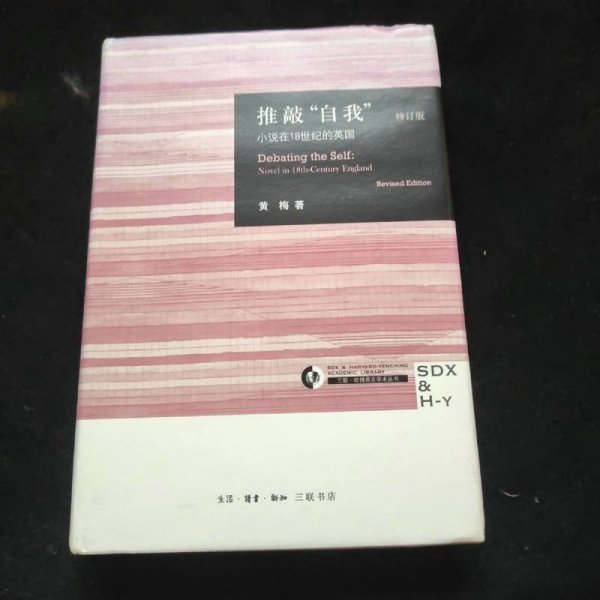 推敲“自我”
修订版
小说在18世纪的英国
Debating the Self:
Novel in 18th-Century England
Revised Edition
黄 梅 著
SDX & HARVARD-YENCHING
ACADEMIC LIBRARY
三联·哈佛燕京学术丛书
SDX
&
H-Y
生活·讀書·新知 三联书店